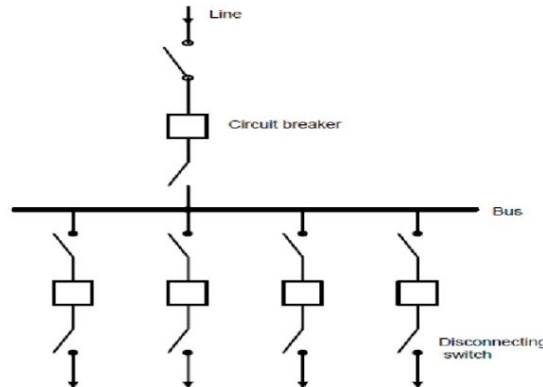 Line
Circuit breaker
Bus
Disconnecting
switch